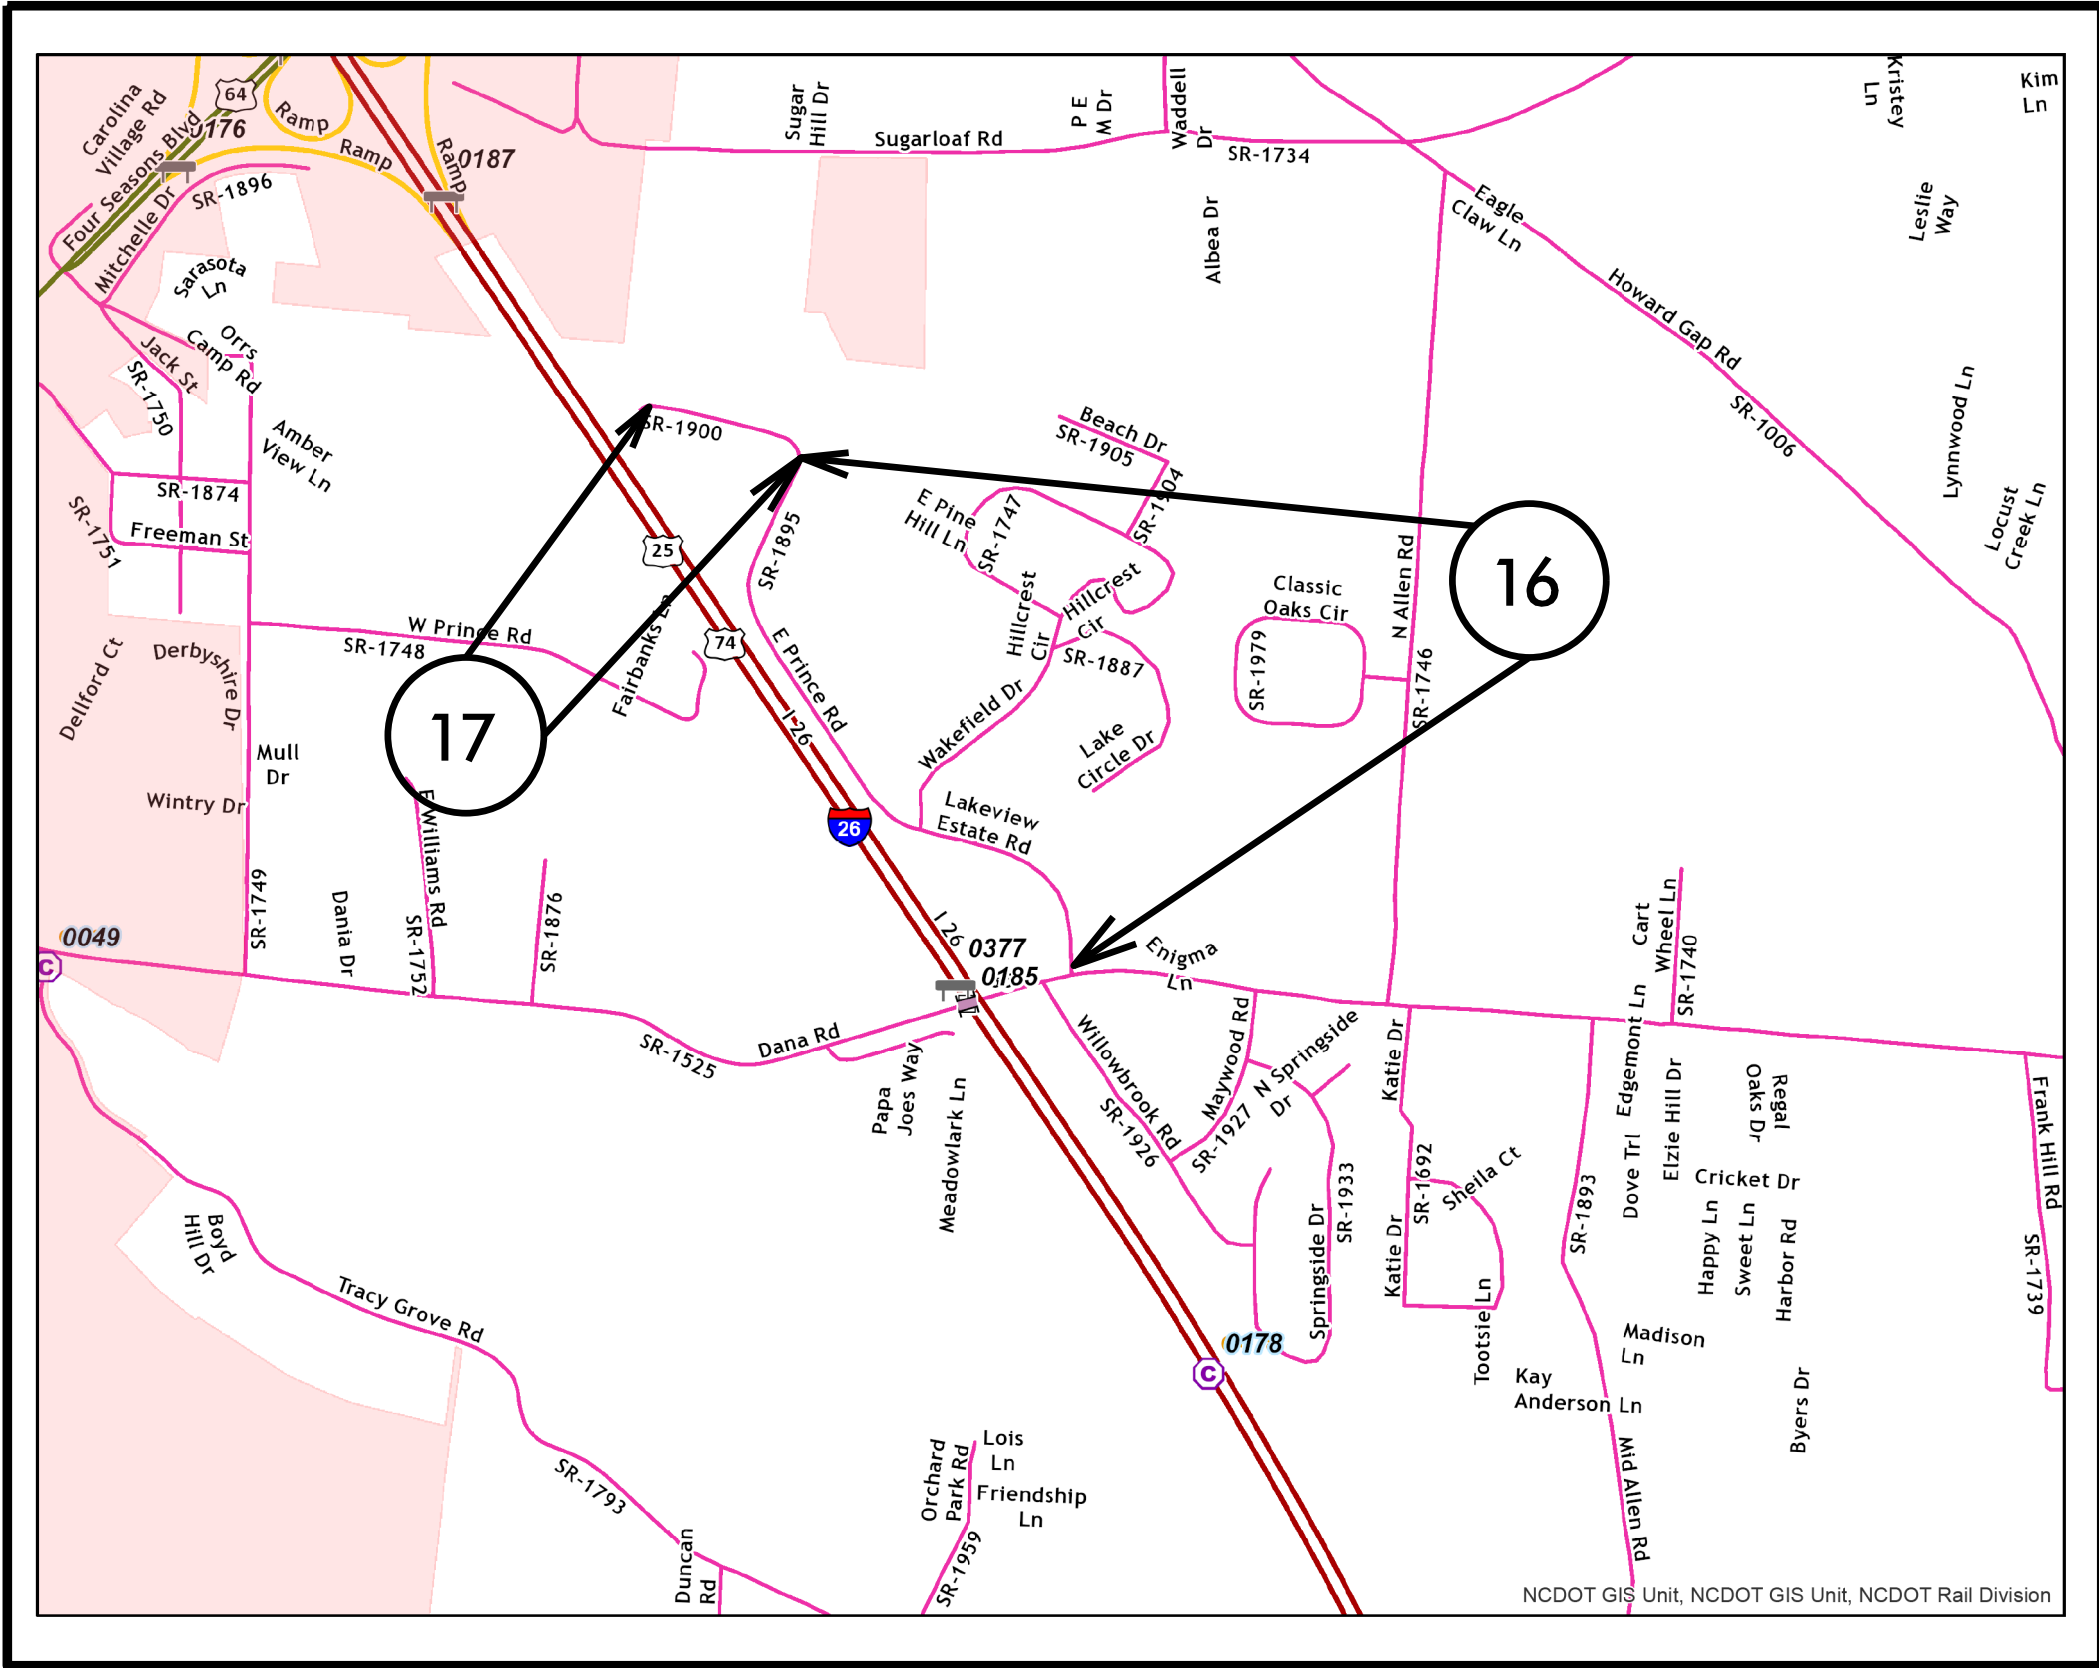 Carolina
Village Rd
64
0176
Ramp
Ramp
Ramp
0187
Four Seasons Blvd
Mitchelle Dr
SR-1896
Sarasota
Ln
Sugar
Hill Dr
Sugarloaf Rd
P E
M Dr
Waddell
Dr
SR-1734
Kristey
Ln
Kim
Ln
Albea Dr
Eagle
Claw Ln
Leslie
Way
Howard Gap Rd
SR-1006
Lynnwood Ln
Locust
Creek Ln
Orrs
Camp Rd
Jack St
SR-1750
Amber
View Ln
SR-1874
SR-1751
Freeman St
SR-1900
Beach Dr
SR-1905
SR-1904
E Pine
Hill Ln
SR-1747
SR-1895
25
74
Hillcrest
Cir
Hillcrest
Cir
SR-1887
Classic
Oaks Cir
SR-1979
N Allen Rd
SR-1746
16
W Prince Rd
SR-1748
Fairbanks Ln
17
Dellford Ct
Derbyshire Dr
Mull
Dr
Wintry Dr
E Prince Rd
I-26
Wakefield Dr
Lake
Circle Dr
Lakeview
Estate Rd
26
E Williams Rd
SR-1749
Dania Dr
SR-1752
SR-1876
0049
C
I 26
0377
0185
Enigma
Ln
Cart
Wheel Ln
SR-1740
SR-1525
Dana Rd
Papa
Joes Way
Meadowlark Ln
Willowbrook Rd
SR-1926
Maywood Rd
SR-1927
N Springside
Dr
Katie Dr
SR-1692
Sheila Ct
Katie Dr
SR-1933
Springside Dr
Tootsie Ln
SR-1893
Edgemont Ln
Dove Trl
Elzie Hill Dr
Regal
Oaks Dr
Cricket Dr
Happy Ln
Sweet Ln
Harbor Rd
Frank Hill Rd
SR-1739
Boyd
Hill Dr
Tracy Grove Rd
SR-1793
0178
C
Madison
Ln
Kay
Anderson Ln
Byers Dr
Mid Allen Rd
Orchard
Park Rd
Lois
Ln
Friendship
Ln
SR-1959
Duncan
Rd
NCDOT GIS Unit, NCDOT GIS Unit, NCDOT Rail Division